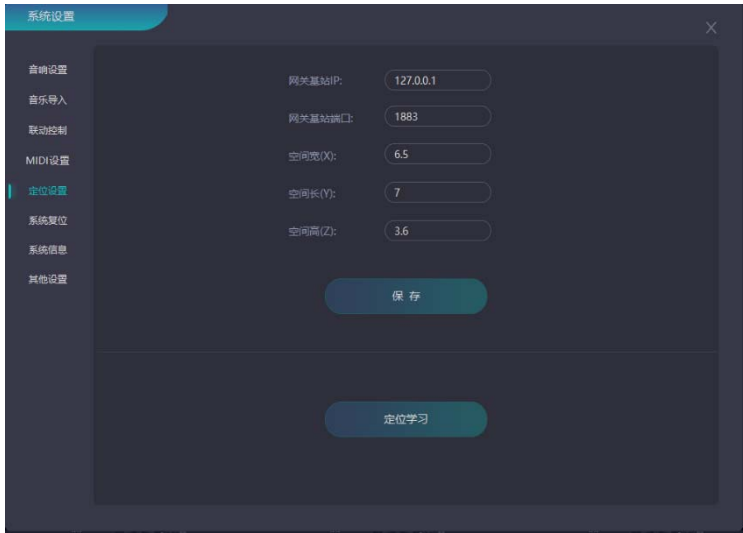 系统设置
音响设置
音乐导入
联动控制
MIDI设置
定位设置
系统复位
系统信息
其他设置
网关基站IP: 127.0.0.1
网关基站端口: 1883
空间宽(X): 6.5
空间长(Y): 7
空间高(Z): 3.6
保 存
定位学习